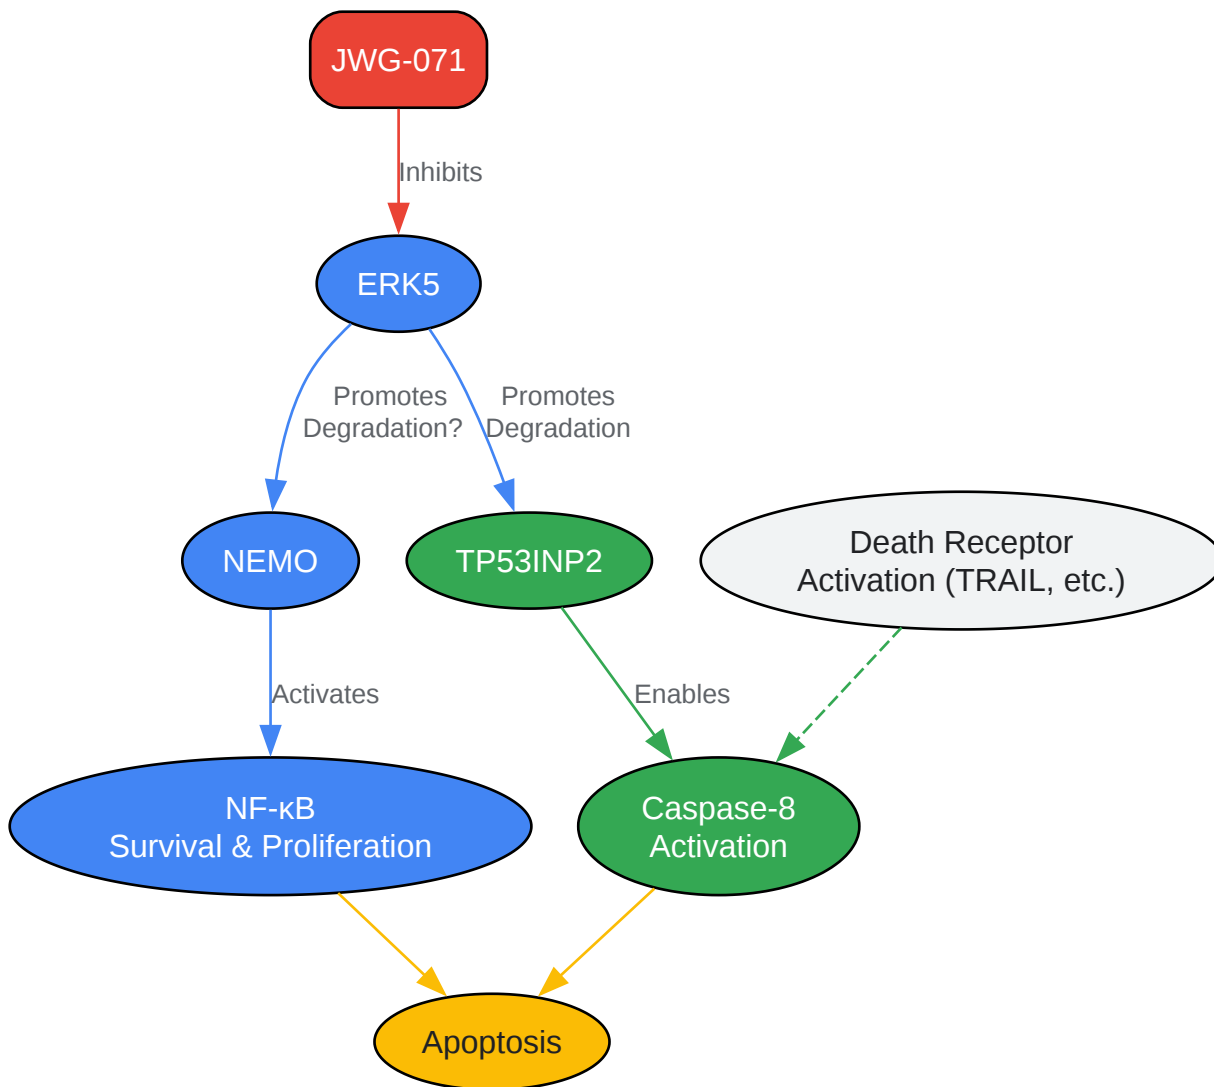 JWG-071
Inhibits
ERK5
Promotes
Degradation?
Promotes
Degradation
NEMO
TP53INP2
Death Receptor
Activation (TRAIL, etc.)
Activates
Enables
NF-κB
Survival & Proliferation
Caspase-8
Activation
Apoptosis